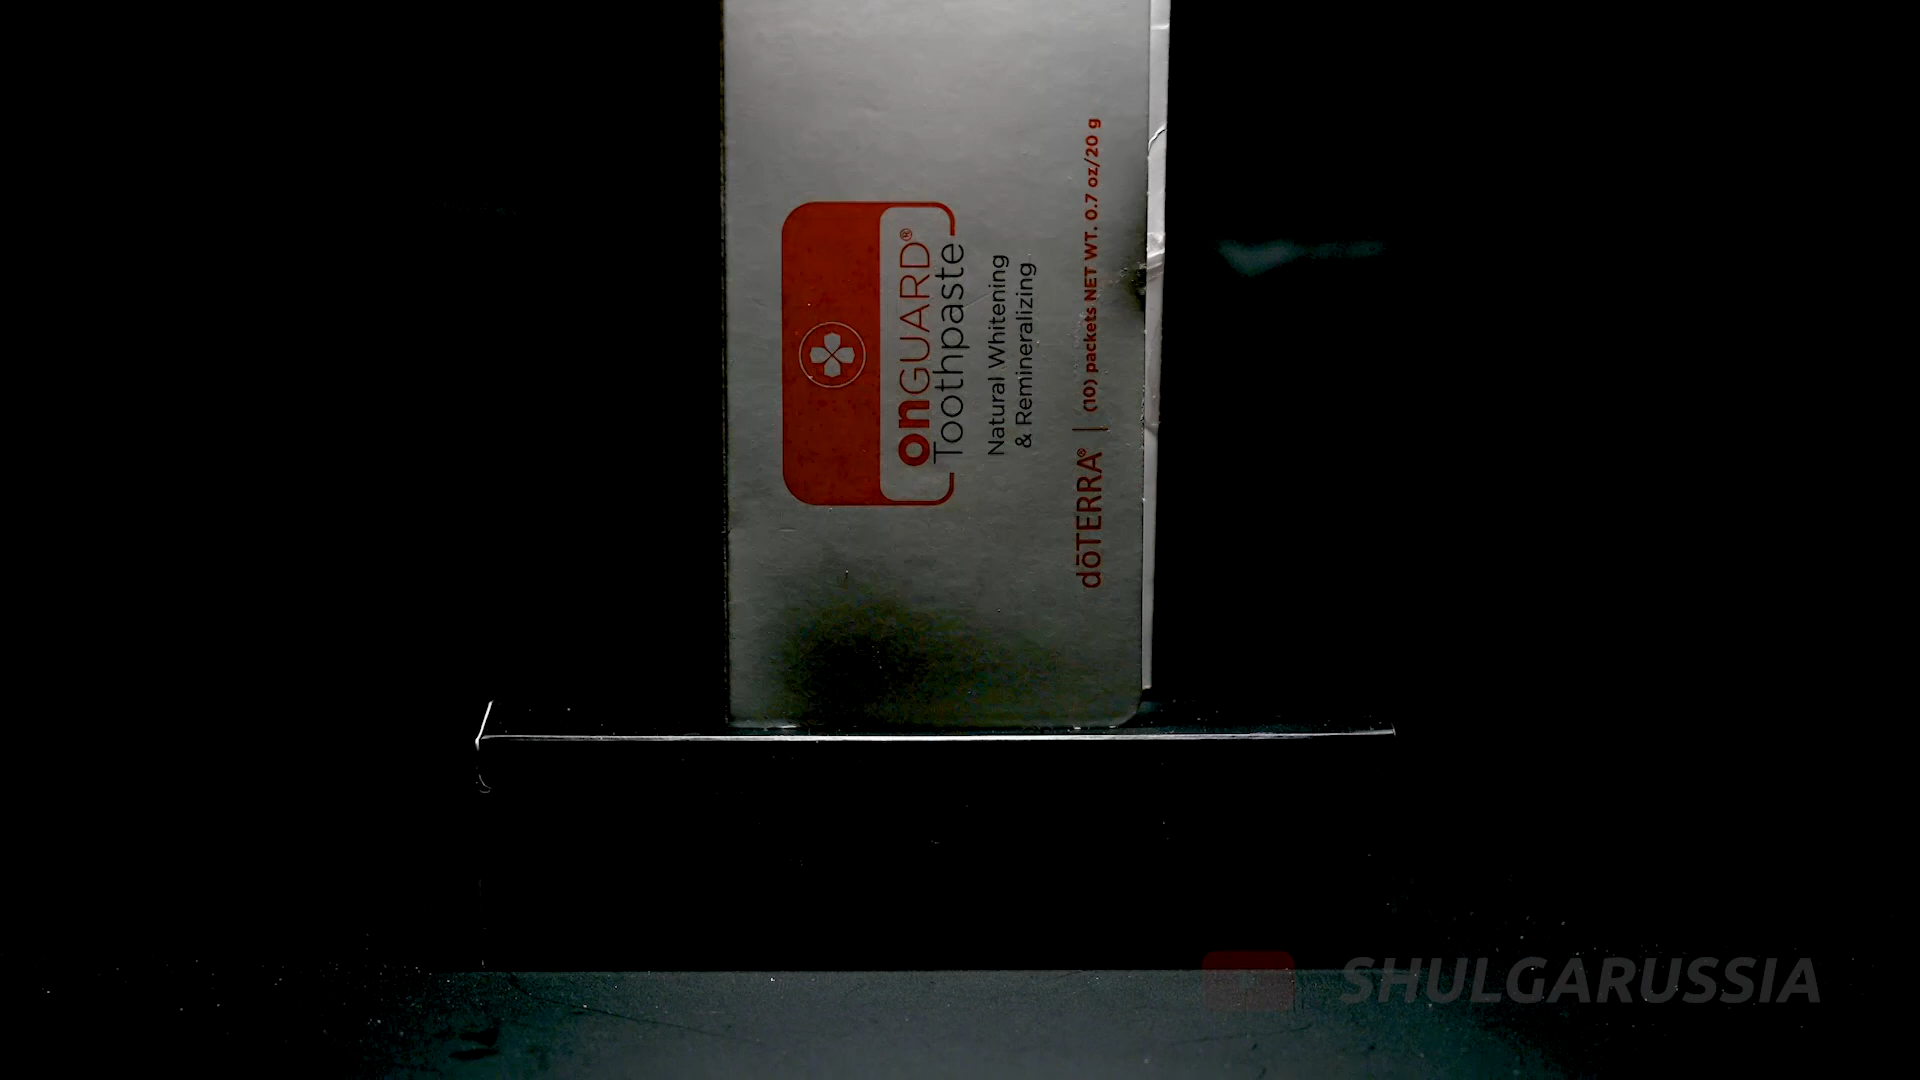 onGUARD®
Toothpaste
Natural Whitening
& Remineralizing
dōTERRA® | (10) packets NET WT. 0.7 oz/20 g
SHULGARUSSIA